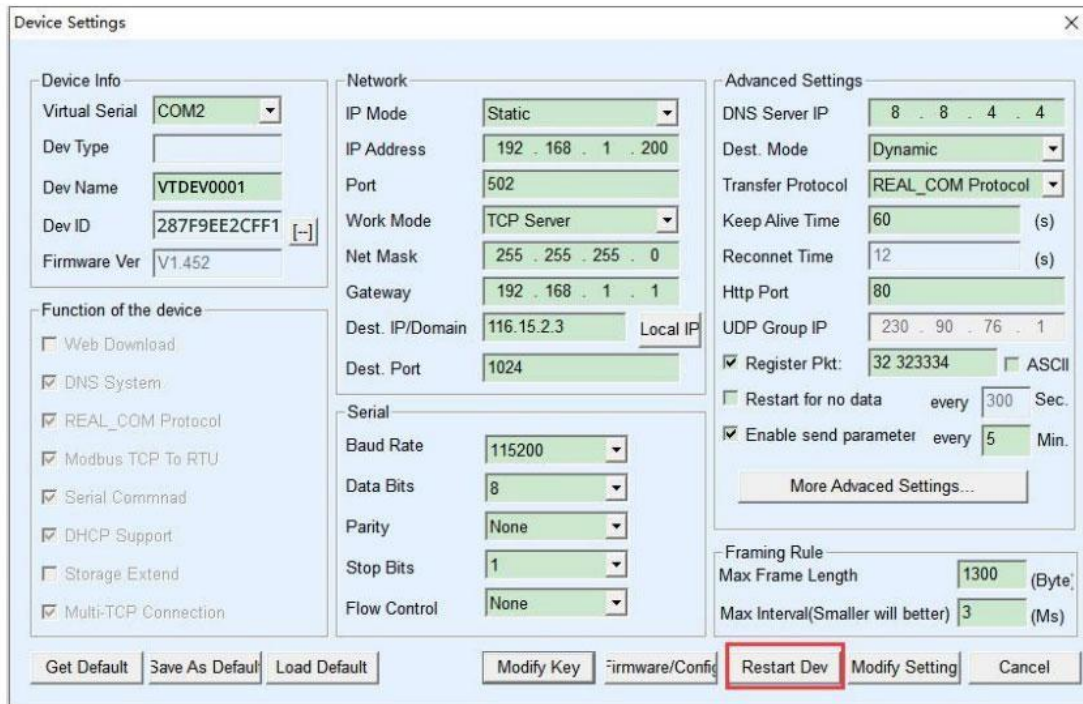 Device Settings
Device Info
Virtual Serial COM2
Dev Type
Dev Name VTDEV0001
Dev ID 287F9EE2CFF1 [--]
Firmware Ver V1.452
Function of the device
Web Download
DNS System
REAL_COM Protocol
Modbus TCP To RTU
Serial Commnad
DHCP Support
Storage Extend
Multi-TCP Connection
Network
IP Mode Static
IP Address 192 . 168 . 1 . 200
Port 502
Work Mode TCP Server
Net Mask 255 . 255 . 255 . 0
Gateway 192 . 168 . 1 . 1
Dest. IP/Domain 116.15.2.3 Local IP
Dest. Port 1024
Serial
Baud Rate 115200
Data Bits 8
Parity None
Stop Bits 1
Flow Control None
Advanced Settings
DNS Server IP 8 . 8 . 4 . 4
Dest. Mode Dynamic
Transfer Protocol REAL_COM Protocol
Keep Alive Time 60 (s)
Reconnet Time 12 (s)
Http Port 80
UDP Group IP 230 . 90 . 76 . 1
Register Pkt: 32 323334 ASCII
Restart for no data every 300 Sec.
Enable send parameter every 5 Min.
More Advaced Settings...
Framing Rule
Max Frame Length 1300 (Byte)
Max Interval(Smaller will better) 3 (Ms)
Get Default Save As Defaul Load Default Modify Key Firmware/Config Restart Dev Modify Setting Cancel